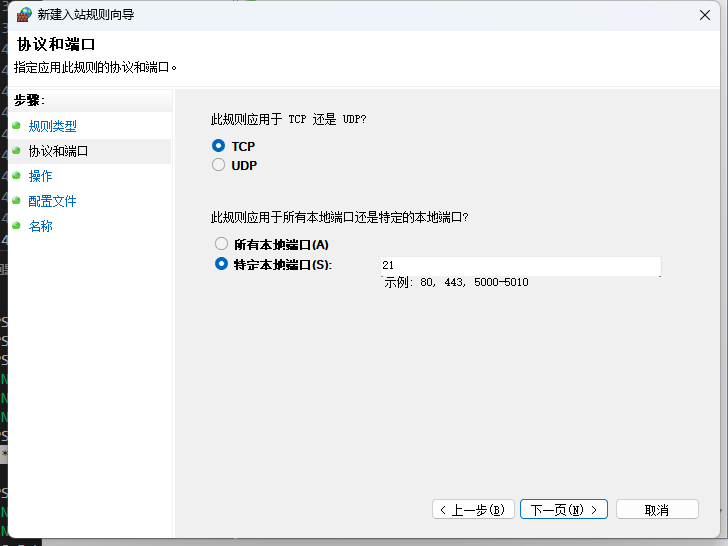 新建入站规则向导
协议和端口
指定应用此规则的协议和端口。
步骤:
规则类型
协议和端口
操作
配置文件
名称
此规则应用于 TCP 还是 UDP?
TCP
UDP
此规则应用于所有本地端口还是特定的本地端口?
所有本地端口(A)
特定本地端口(S):
21
示例: 80, 443, 5000-5010
< 上一步(B)
下一页(N) >
取消